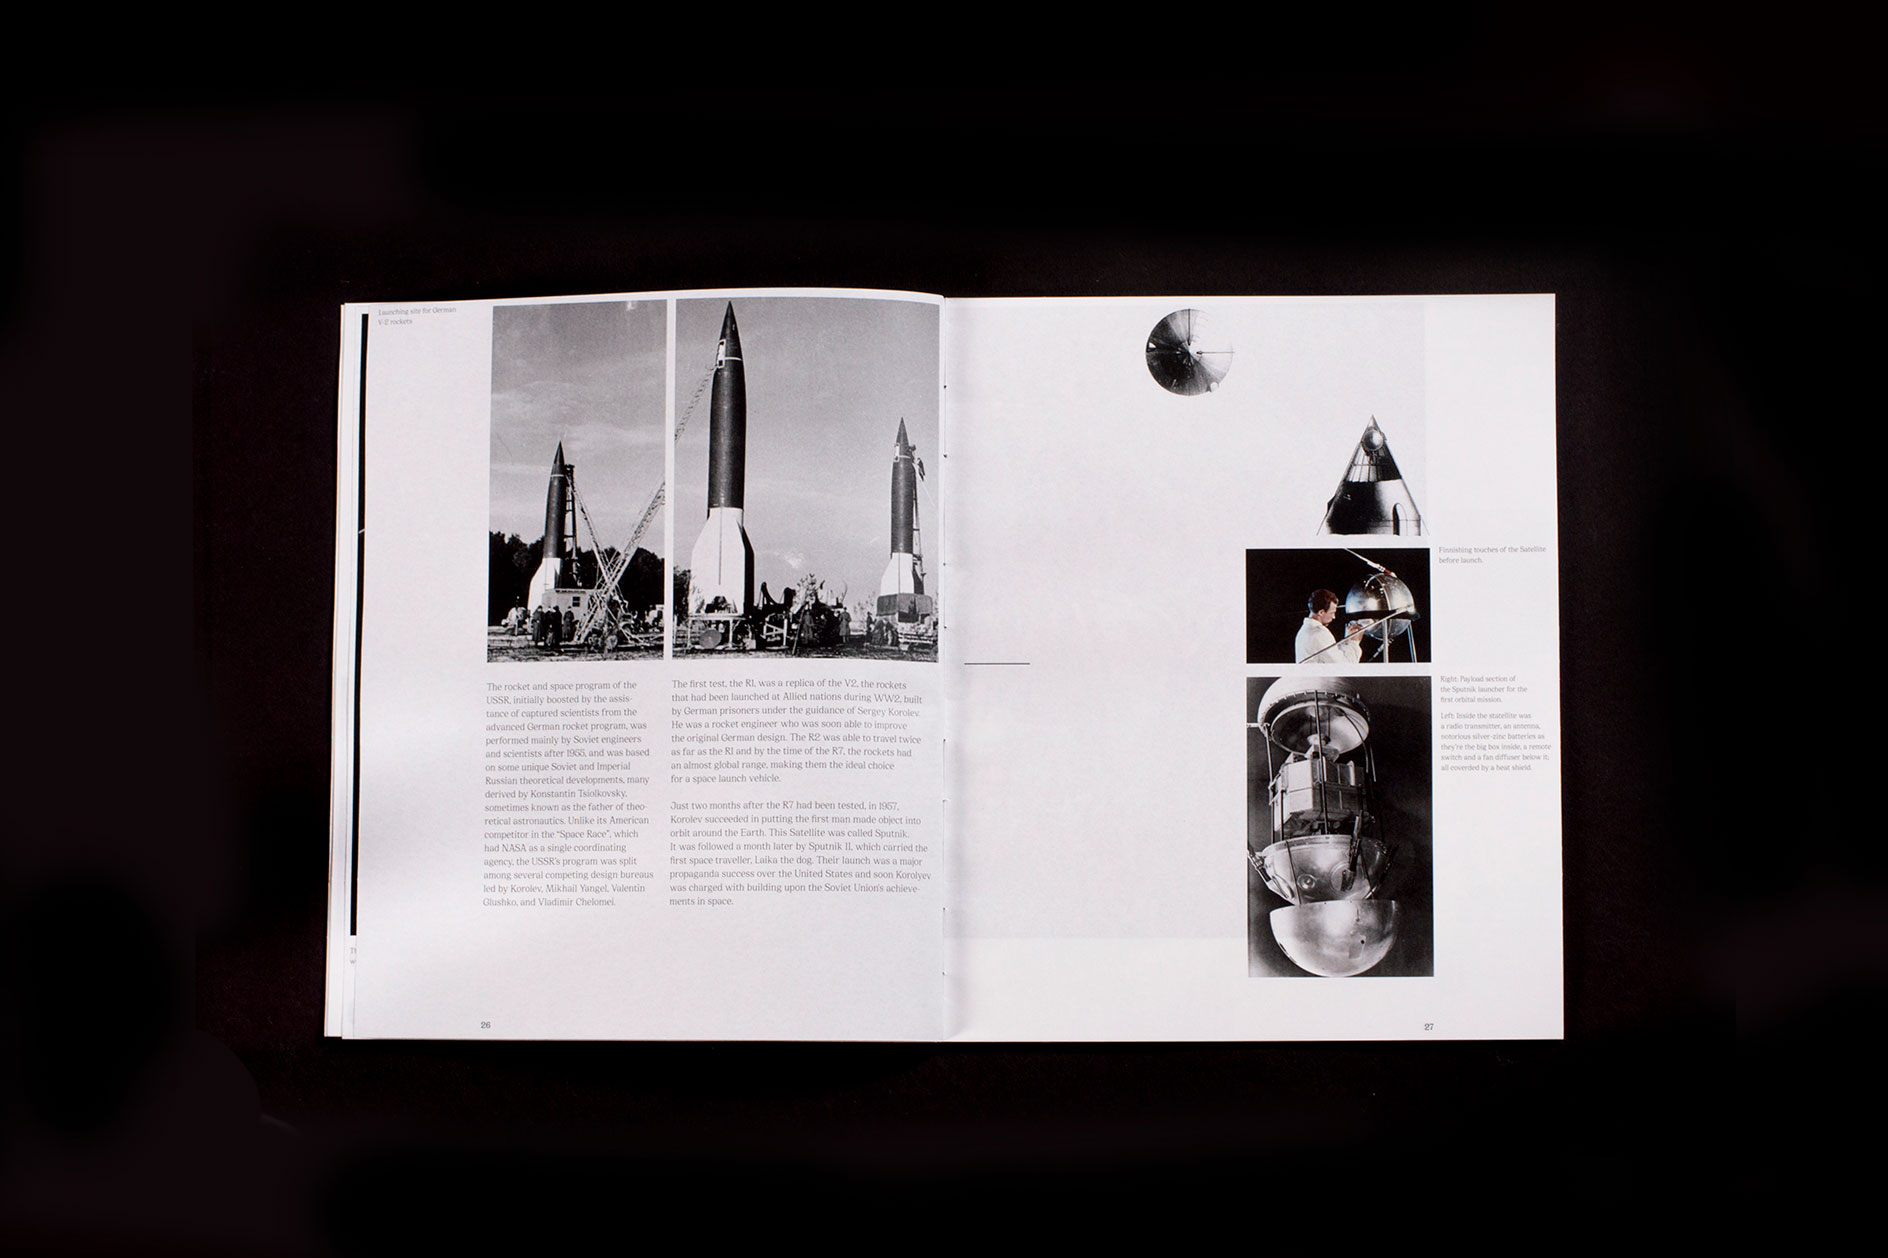 Launching site for German
V-2 rockets
The rocket and space program of the
USSR, initially boosted by the assis-
tance of captured scientists from the
advanced German rocket program, was
performed mainly by Soviet engineers
and scientists after 1955, and was based
on some unique Soviet and Imperial
Russian theoretical developments, many
derived by Konstantin Tsiolkovsky,
sometimes known as the father of theo-
retical astronautics. Unlike its American
competitor in the “Space Race”, which
had NASA as a single coordinating
agency, the USSR's program was split
among several competing design bureaus
led by Korolev, Mikhail Yangel, Valentin
Glushko, and Vladimir Chelomei.
The first test, the R1, was a replica of the V2, the rockets
that had been launched at Allied nations during WW2, built
by German prisoners under the guidance of Sergey Korolev.
He was a rocket engineer who was soon able to improve
the original German design. The R2 was able to travel twice
as far as the R1 and by the time of the R7, the rockets had
an almost global range, making them the ideal choice
for a space launch vehicle.
Just two months after the R7 had been tested, in 1957,
Korolev succeeded in putting the first man made object into
orbit around the Earth. This Satellite was called Sputnik.
It was followed a month later by Sputnik II, which carried the
first space traveller, Laika the dog. Their launch was a major
propaganda success over the United States and soon Korolyev
was charged with building upon the Soviet Union's achieve-
ments in space.
26
Finnishing touches of the Satellite
before launch.
Right: Payload section of
the Sputnik launcher for the
first orbital mission.
Left: Inside the statellite was
a radio transmitter, an antenna,
notorious silver-zinc batteries as
they're the big box inside, a remote
switch and a fan diffuser below it;
all coverded by a heat shield.
27